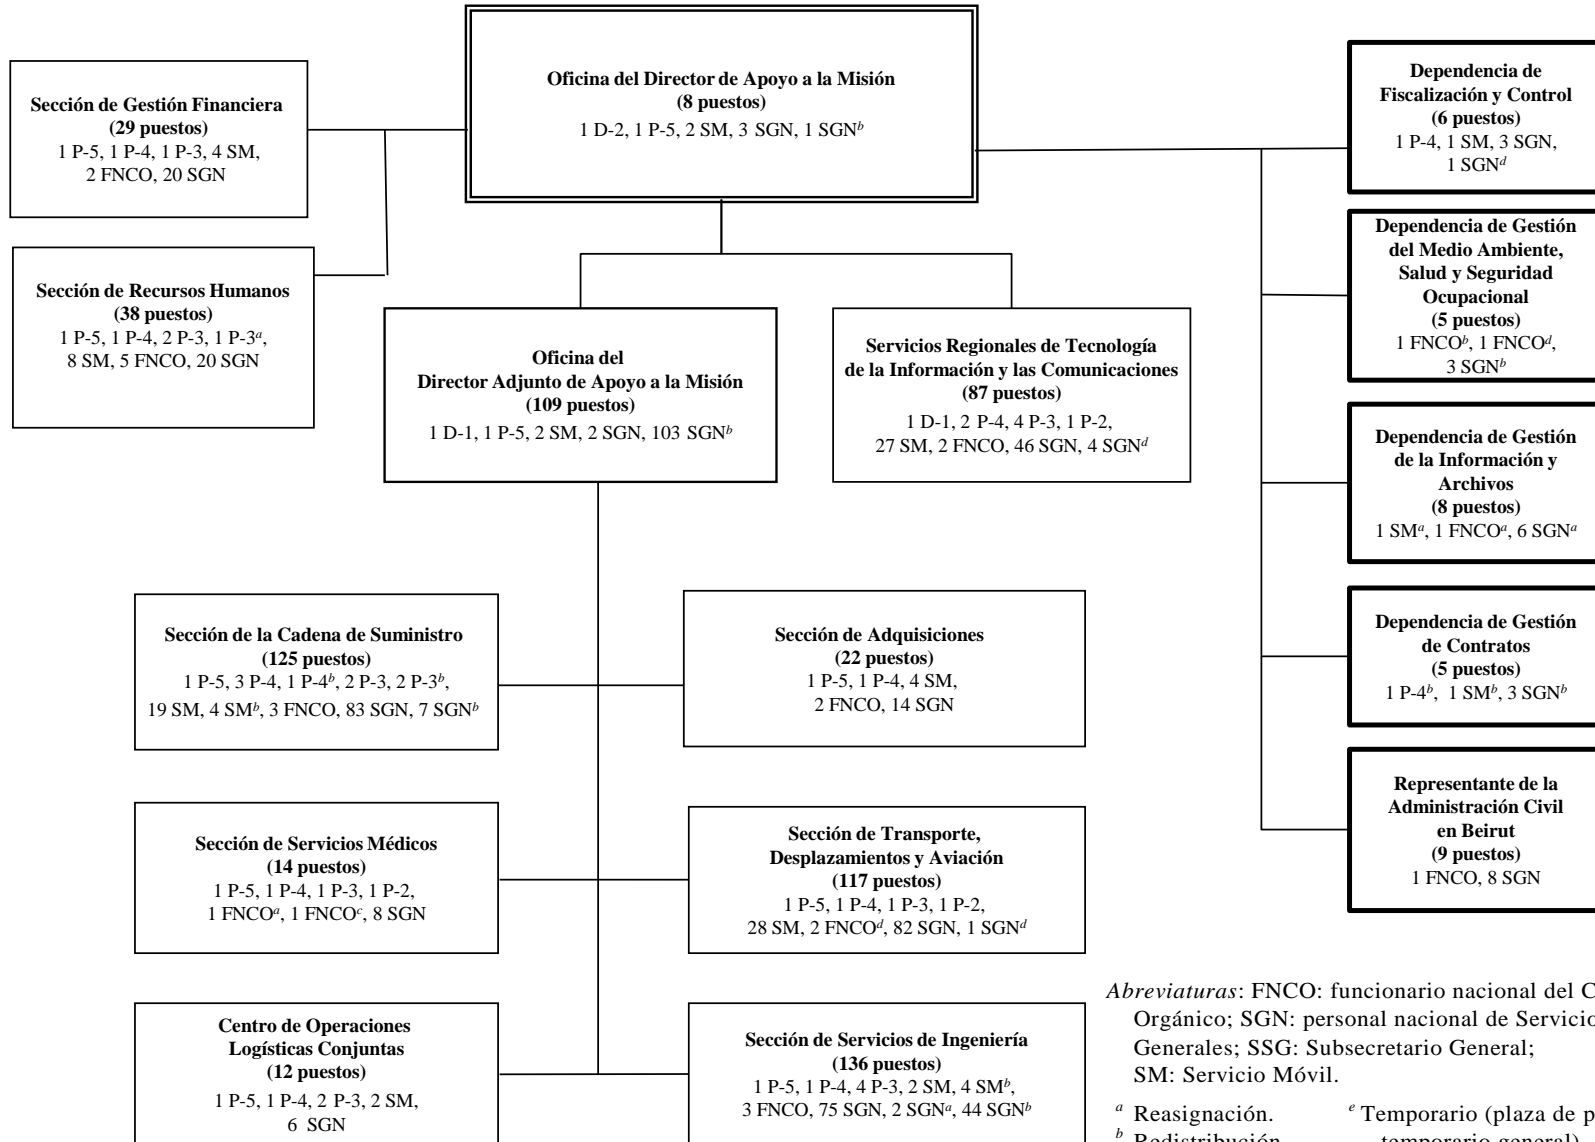 Oficina del Director de Apoyo a la Misión
(8 puestos)
1 D-2, 1 P-5, 2 SM, 3 SGN, 1 SGNᵇ
Sección de Gestión Financiera
(29 puestos)
1 P-5, 1 P-4, 1 P-3, 4 SM,
2 FNCO, 20 SGN
Sección de Recursos Humanos
(38 puestos)
1 P-5, 1 P-4, 2 P-3, 1 P-3ᵃ,
8 SM, 5 FNCO, 20 SGN
Oficina del
Director Adjunto de Apoyo a la Misión
(109 puestos)
1 D-1, 1 P-5, 2 SM, 2 SGN, 103 SGNᵇ
Servicios Regionales de Tecnología
de la Información y las Comunicaciones
(87 puestos)
1 D-1, 2 P-4, 4 P-3, 1 P-2,
27 SM, 2 FNCO, 46 SGN, 4 SGNᵈ
Dependencia de
Fiscalización y Control
(6 puestos)
1 P-4, 1 SM, 3 SGN,
1 SGNᵈ
Dependencia de Gestión
del Medio Ambiente,
Salud y Seguridad
Ocupacional
(5 puestos)
1 FNCOᵇ, 1 FNCOᵈ,
3 SGNᵇ
Dependencia de Gestión
de la Información y
Archivos
(8 puestos)
1 SMᵃ, 1 FNCOᵃ, 6 SGNᵃ
Dependencia de Gestión
de Contratos
(5 puestos)
1 P-4ᵇ, 1 SMᵇ, 3 SGNᵇ
Representante de la
Administración Civil
en Beirut
(9 puestos)
1 FNCO, 8 SGN
Sección de la Cadena de Suministro
(125 puestos)
1 P-5, 3 P-4, 1 P-4ᵇ, 2 P-3, 2 P-3ᵇ,
19 SM, 4 SMᵇ, 3 FNCO, 83 SGN, 7 SGNᵇ
Sección de Adquisiciones
(22 puestos)
1 P-5, 1 P-4, 4 SM,
2 FNCO, 14 SGN
Sección de Servicios Médicos
(14 puestos)
1 P-5, 1 P-4, 1 P-3, 1 P-2,
1 FNCOᵃ, 1 FNCOᶜ, 8 SGN
Sección de Transporte,
Desplazamientos y Aviación
(117 puestos)
1 P-5, 1 P-4, 1 P-3, 1 P-2,
28 SM, 2 FNCOᵈ, 82 SGN, 1 SGNᵈ
Centro de Operaciones
Logísticas Conjuntas
(12 puestos)
1 P-5, 1 P-4, 2 P-3, 2 SM,
6 SGN
Sección de Servicios de Ingeniería
(136 puestos)
1 P-5, 1 P-4, 4 P-3, 2 SM, 4 SMᵇ,
3 FNCO, 75 SGN, 2 SGNᵃ, 44 SGNᵇ
Abreviaturas: FNCO: funcionario nacional del
Orgánico; SGN: personal nacional de
Generales; SSG: Subsecretario General;
SM: Servicio Móvil.
ᵃ Reasignación.
ᵉ Temporario (plaza de
ᵇ Redistribución
temporario general)